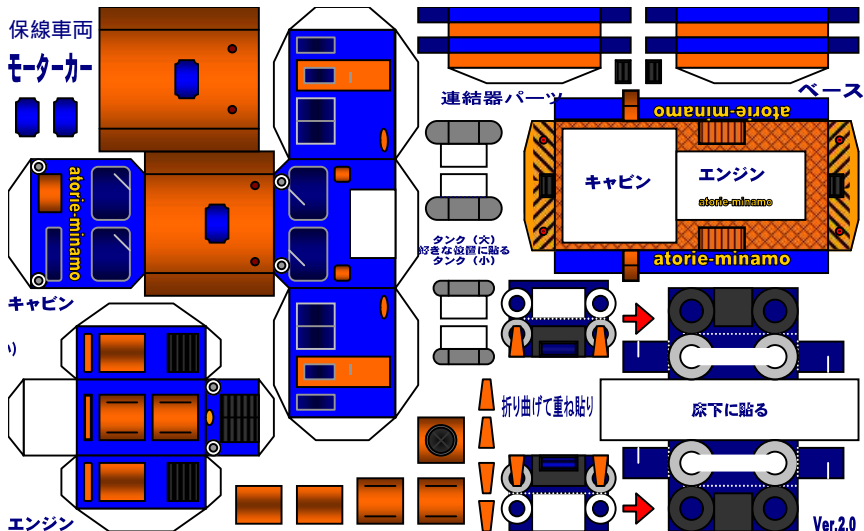 保線車両
モーターカー
連結器パーツ
ベース
atorie-minamo
atorie-minamo
キャビン
エンジン
atorie-minamo
タンク（大）
好きな位置に貼る
タンク（小）
atorie-minamo
キャビン
折り曲げて重ね貼り
床下に貼る
エンジン
Ver.2.0